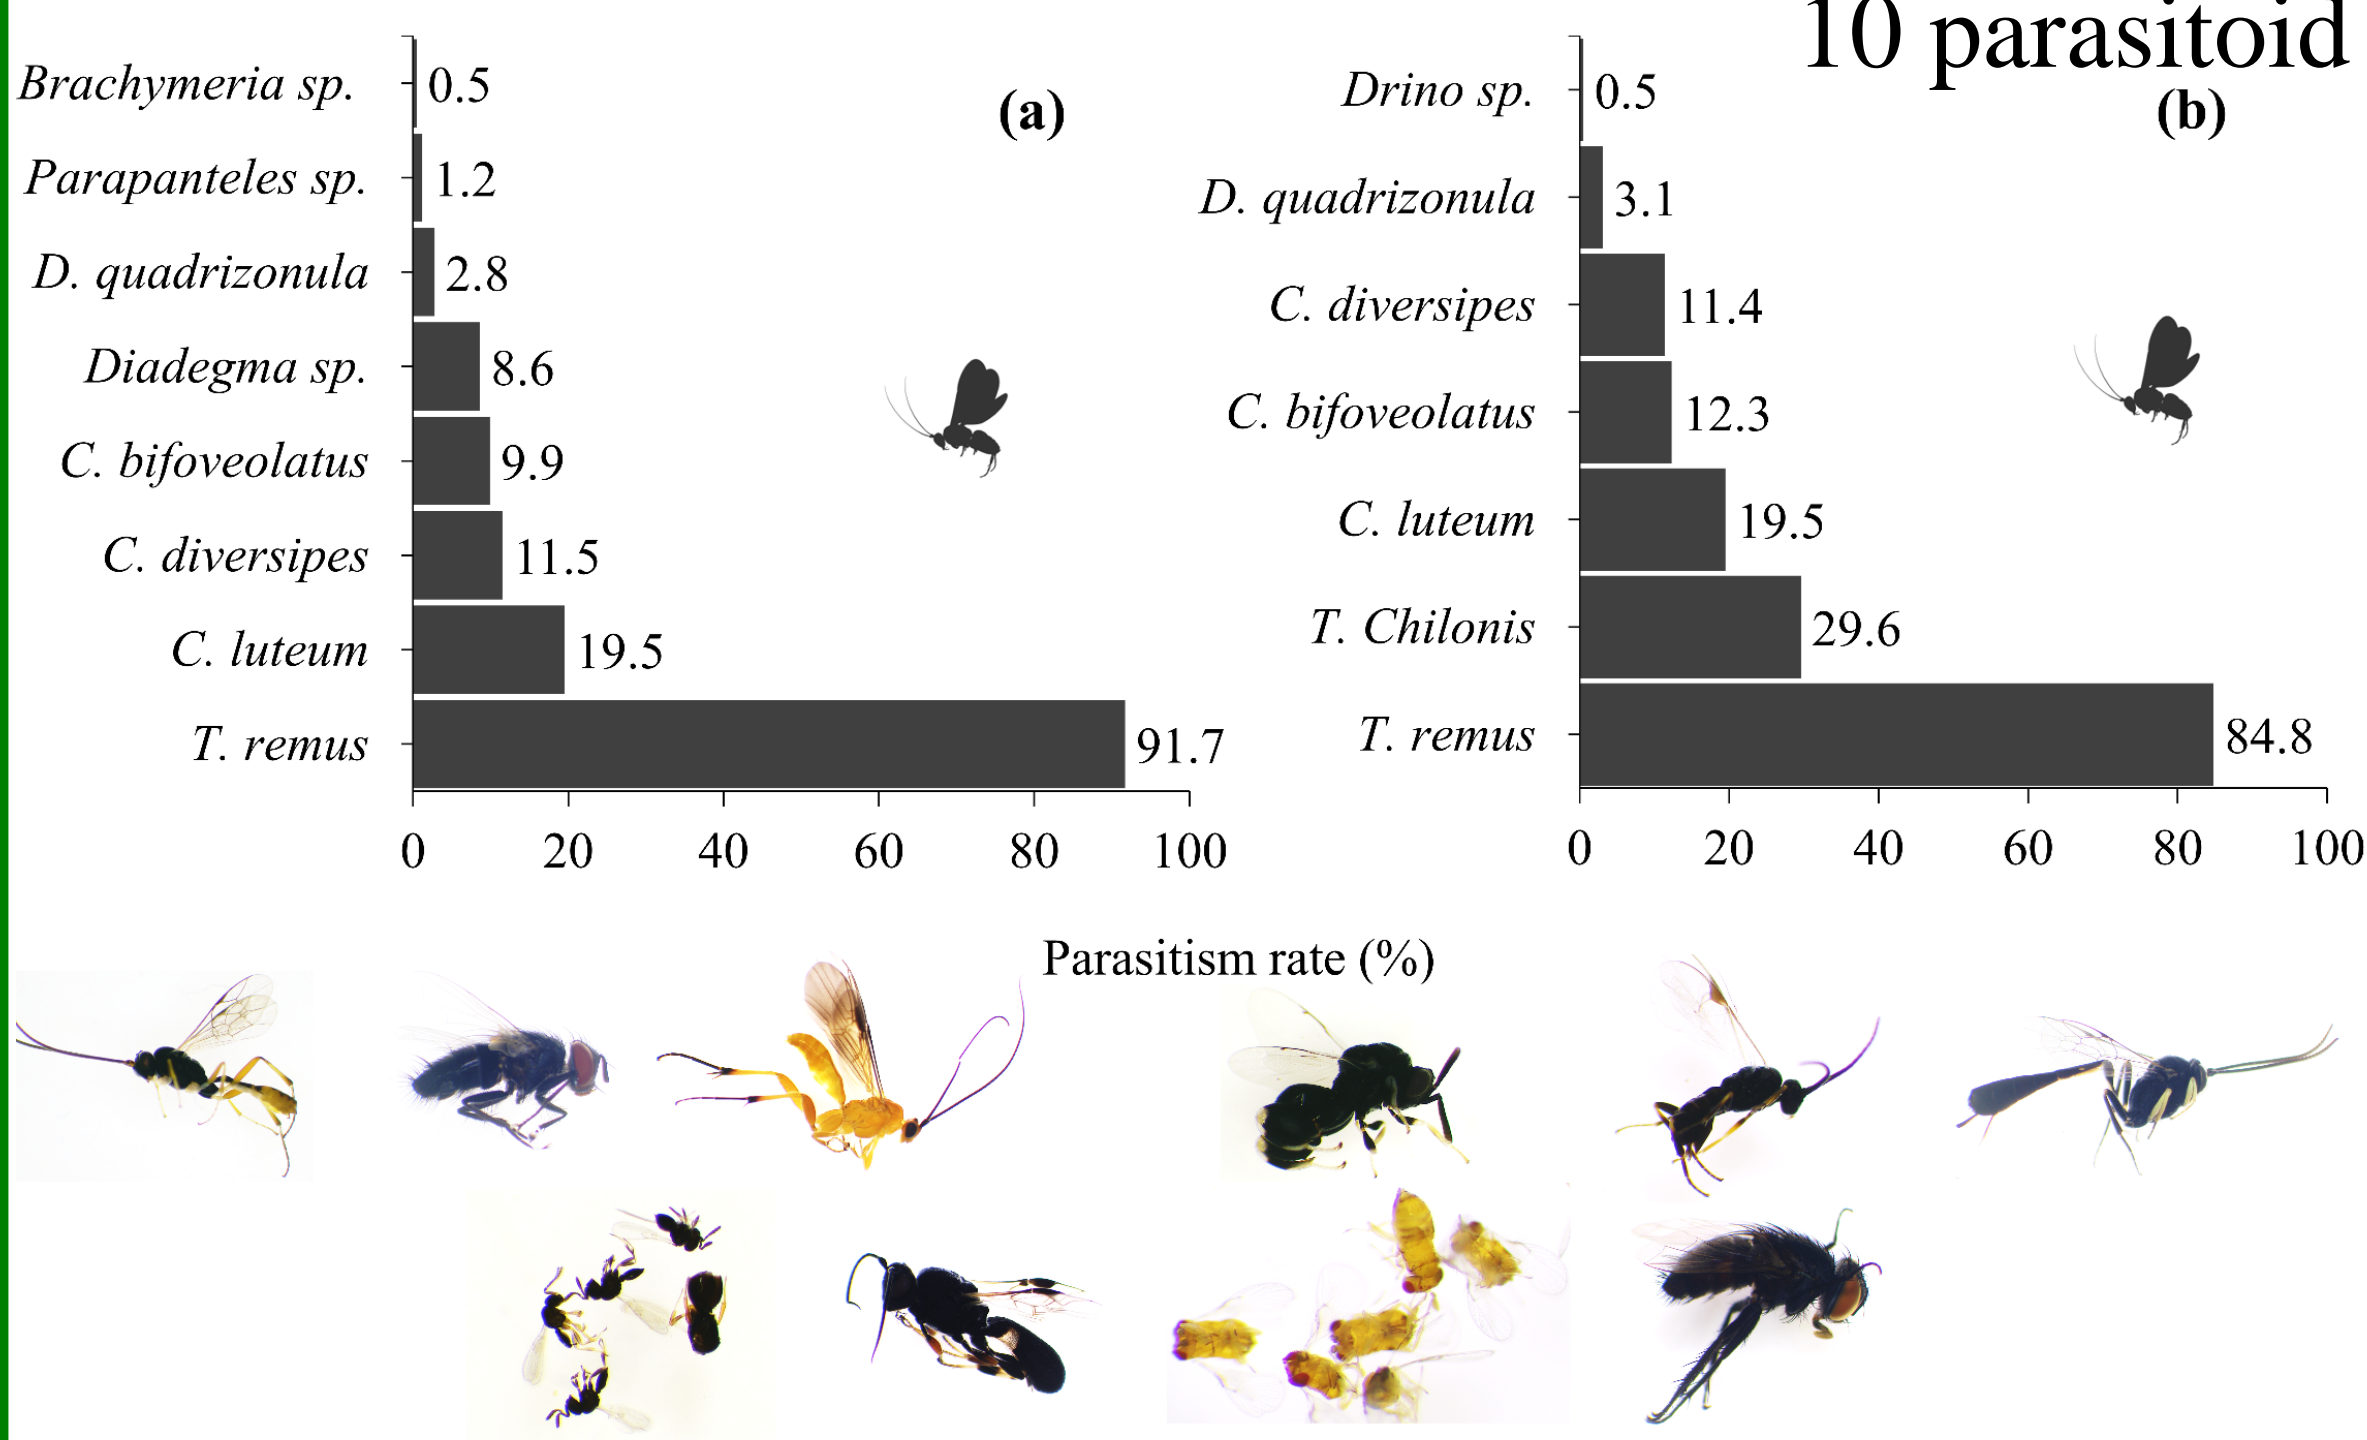 10 parasitoid
(a)
Brachymeria sp. 0.5
Parapanteles sp. 1.2
D. quadrizonula 2.8
Diadegma sp. 8.6
C. bifoveolatus 9.9
C. diversipes 11.5
C. luteum 19.5
T. remus 91.7
0 20 40 60 80 100
(b)
Drino sp. 0.5
D. quadrizonula 3.1
C. diversipes 11.4
C. bifoveolatus 12.3
C. luteum 19.5
T. Chilonis 29.6
T. remus 84.8
0 20 40 60 80 100
Parasitism rate (%)